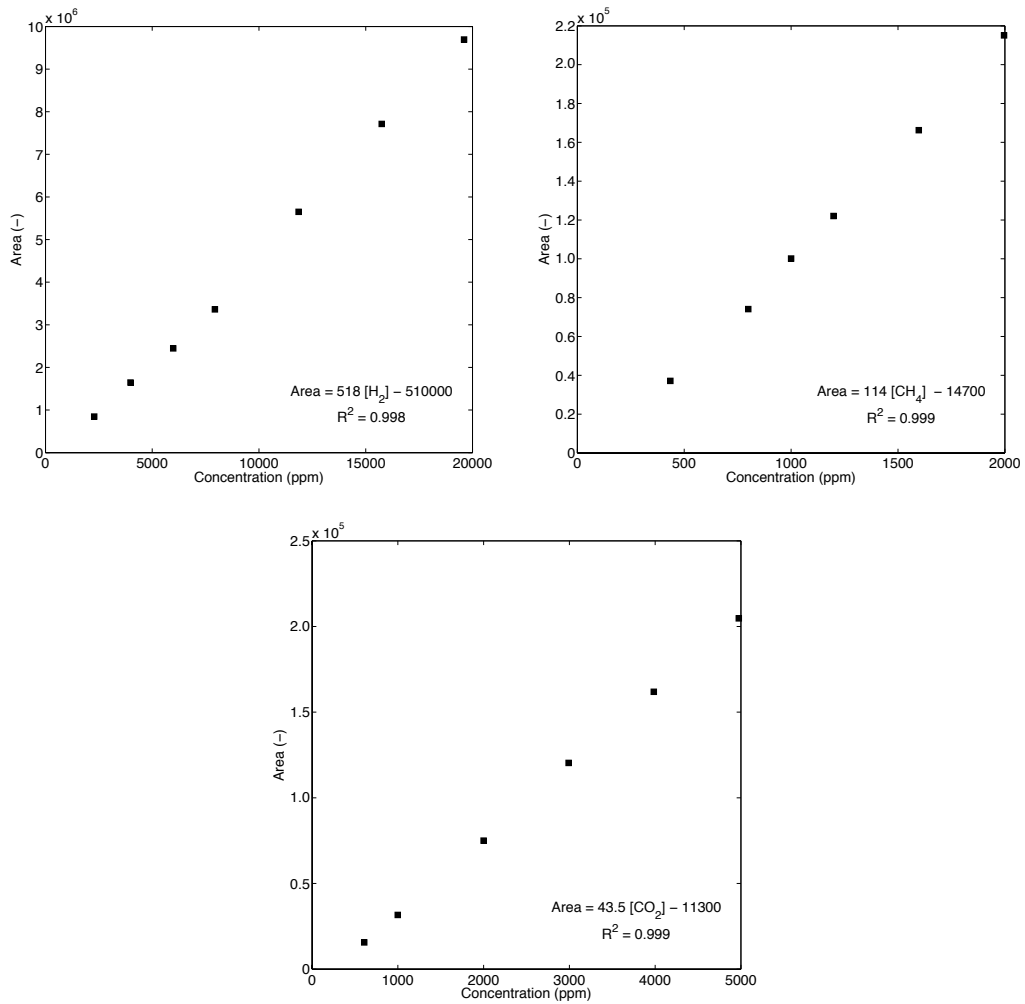 x 10^6
10
9
8
7
6
5
4
3
2
1
0
Area (−)
0 5000 10000 15000 20000
Concentration (ppm)
Area = 518 [H_2] − 510000
R^2 = 0.998
x 10^5
2.2
2.0
1.8
1.6
1.4
1.2
1.0
0.8
0.6
0.4
0.2
0
Area (−)
0 500 1000 1500 2000
Concentration (ppm)
Area = 114 [CH_4] − 14700
R^2 = 0.999
x 10^5
2.5
2.0
1.5
1.0
0.5
0
Area (−)
0 1000 2000 3000 4000 5000
Concentration (ppm)
Area = 43.5 [CO_2] − 11300
R^2 = 0.999